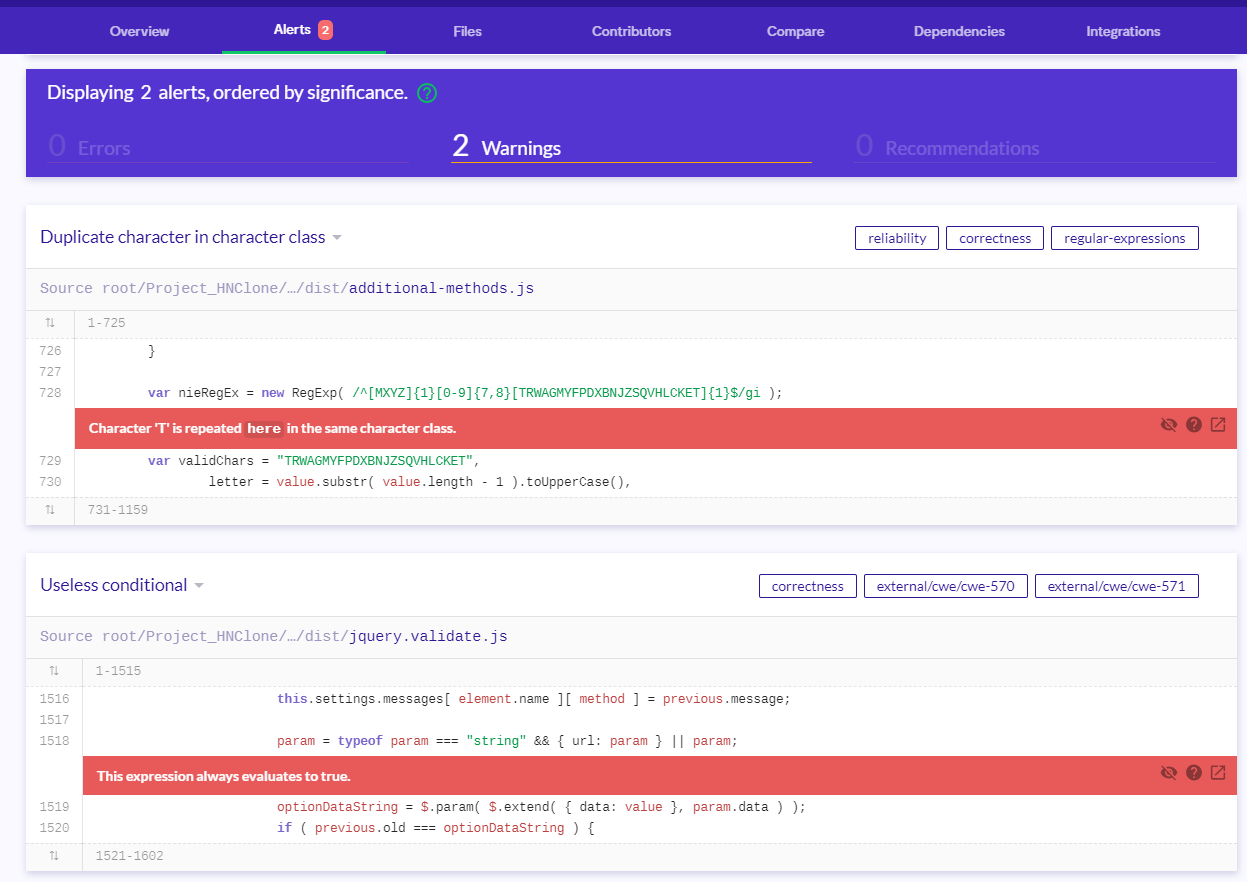 Overview Alerts 2 Files Contributors Compare Dependencies Integrations
Displaying 2 alerts, ordered by significance. ?
0 Errors 2 Warnings 0 Recommendations
Duplicate character in character class reliability correctness regular-expressions
Source root/Project_HNClone/…/dist/additional-methods.js
1-725
726 }
727
728 var nieRegEx = new RegExp( /^[MXYZ]{1}[0-9]{7,8}[TRWAGMYFPDXBNJZSQVHLCKET]{1}$/gi );
Character 'T' is repeated here in the same character class.
729 var validChars = "TRWAGMYFPDXBNJZSQVHLCKET",
730 letter = value.substr( value.length - 1 ).toUpperCase(),
731-1159
Useless conditional correctness external/cwe/cwe-570 external/cwe/cwe-571
Source root/Project_HNClone/…/dist/jquery.validate.js
1-1515
1516 this.settings.messages[ element.name ][ method ] = previous.message;
1517
1518 param = typeof param === "string" && { url: param } || param;
This expression always evaluates to true.
1519 optionDataString = $.param( $.extend( { data: value }, param.data ) );
1520 if ( previous.old === optionDataString ) {
1521-1602